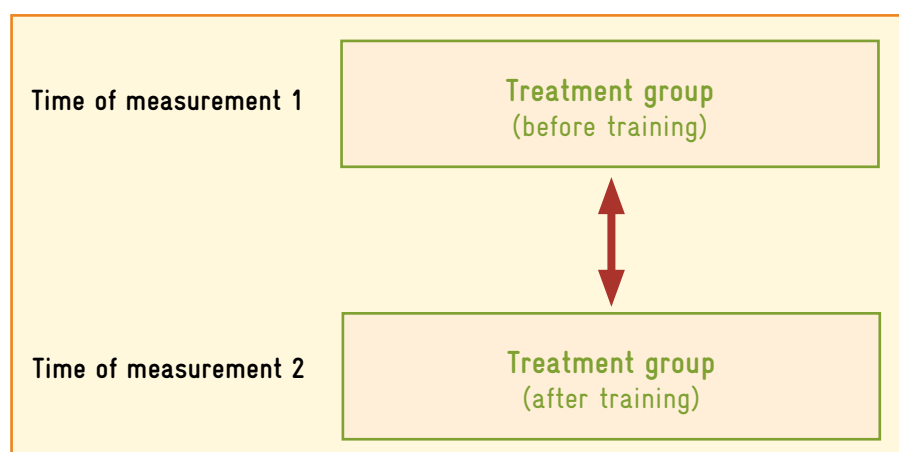 Time of measurement 1
Treatment group
(before training)
Time of measurement 2
Treatment group
(after training)